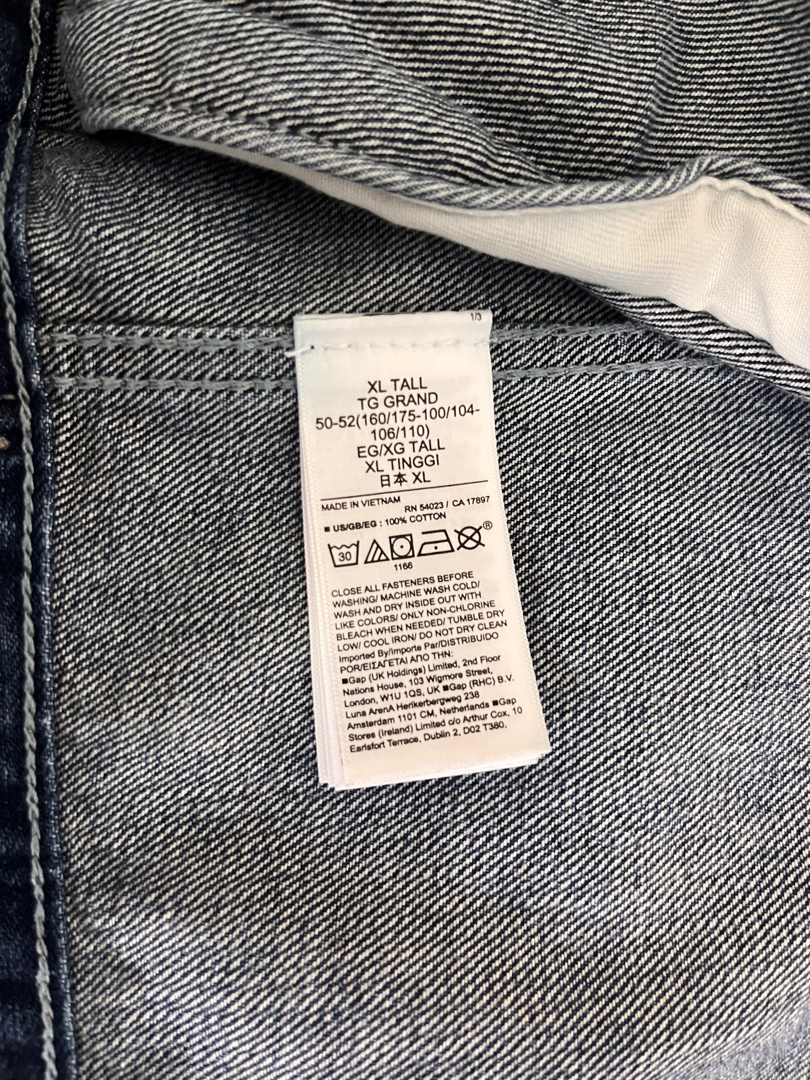 1/3
XL TALL
TG GRAND
50-52(160/175-100/104-
106/110)
EG/XG TALL
XL TINGGI
日本 XL
MADE IN VIETNAM
RN 54023 / CA 17897
■ US/GB/EG : 100% COTTON
30
®
1166
CLOSE ALL FASTENERS BEFORE
WASHING/ MACHINE WASH COLD/
WASH AND DRY INSIDE OUT WITH
LIKE COLORS/ ONLY NON-CHLORINE
BLEACH WHEN NEEDED/ TUMBLE DRY
LOW/ COOL IRON/ DO NOT DRY CLEAN
Imported By/Importe Par/DISTRIBUIDO
POR/ΕΙΣΑΓΕΤΑΙ ΑΠΟ ΤΗΝ:
■Gap (UK Holdings) Limited, 2nd Floor
Nations House, 103 Wigmore Street,
London, W1U 1QS, UK ■Gap (RHC) B.V.
Luna ArenA Herikerbergweg 238
Amsterdam 1101 CM, Netherlands ■Gap
Stores (Ireland) Limited c/o Arthur Cox, 10
Earlsfort Terrace, Dublin 2, D02 T380,